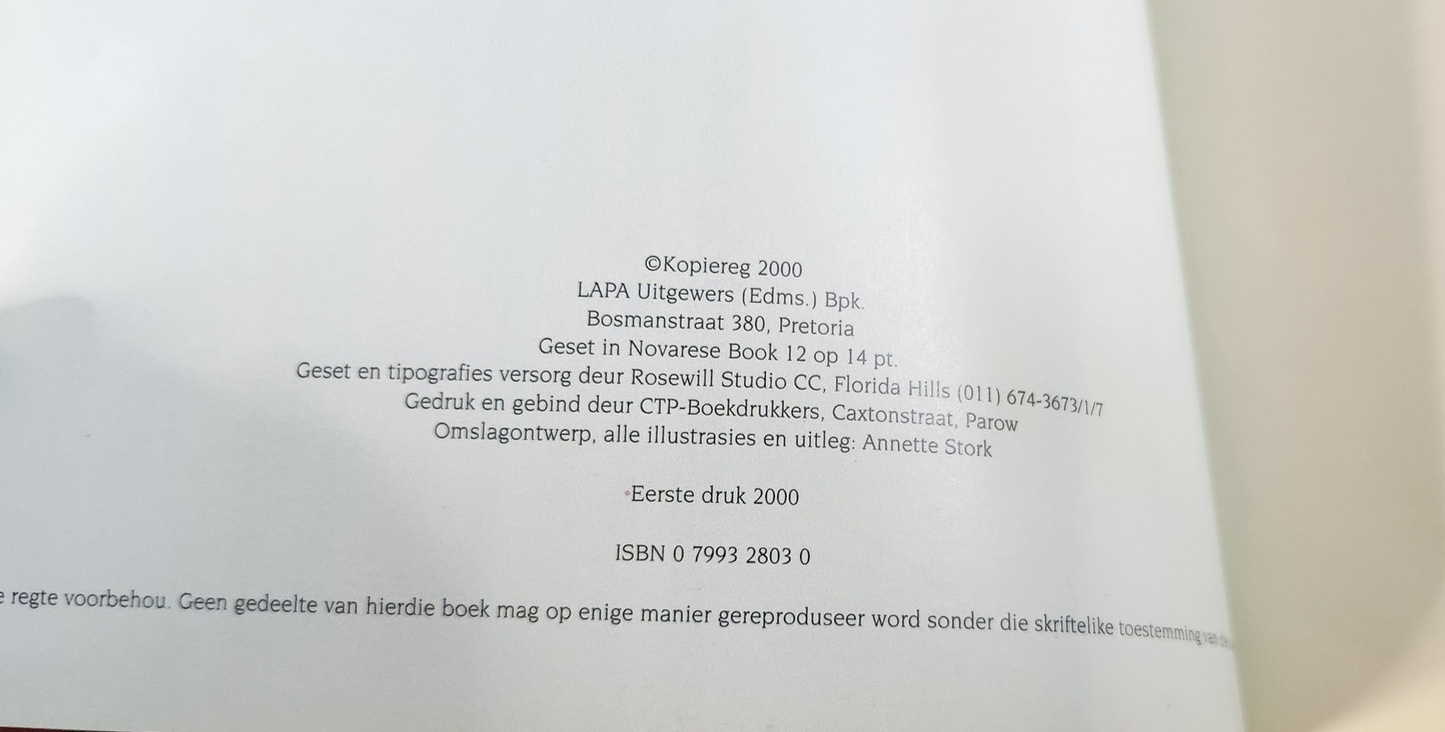 ©Kopiereg 2000
LAPA Uitgewers (Edms.) Bpk.
Bosmanstraat 380, Pretoria
Geset in Novarese Book 12 op 14 pt.
Geset en tipografies versorg deur Rosewill Studio CC, Florida Hills (011) 674-3673/1/7
Gedruk en gebind deur CTP-Boekdrukkers, Caxtonstraat, Parow
Omslagontwerp, alle illustrasies en uitleg: Annette Stork
Eerste druk 2000
ISBN 0 7993 2803 0
regte voorbehou. Geen gedeelte van hierdie boek mag op enige manier gereproduseer word sonder die skriftelike toestemming van